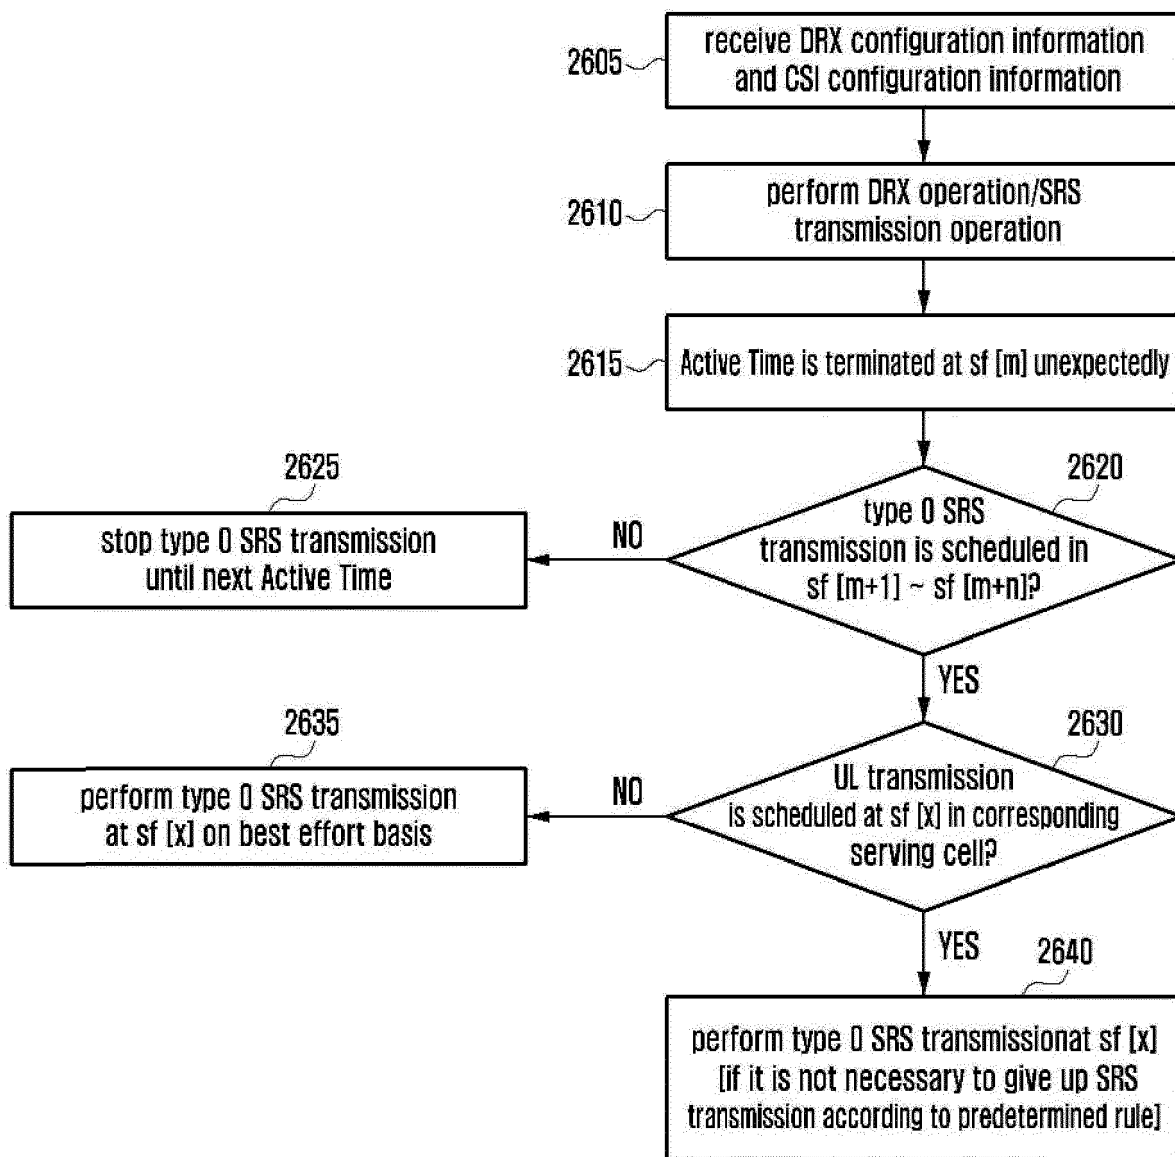 receive DRX configuration information
and CSI configuration information
2605
perform DRX operation/SRS
transmission operation
2610
Active Time is terminated at sf [m] unexpectedly
2615
2620
type 0 SRS
transmission is scheduled in
sf [m+1] ~ sf [m+n]?
NO
2625
stop type 0 SRS transmission
until next Active Time
YES
2630
UL transmission
is scheduled at sf [x] in corresponding
serving cell?
NO
2635
perform type 0 SRS transmission
at sf [x] on best effort basis
YES
2640
perform type 0 SRS transmissionat sf [x]
[if it is not necessary to give up SRS
transmission according to predetermined rule]